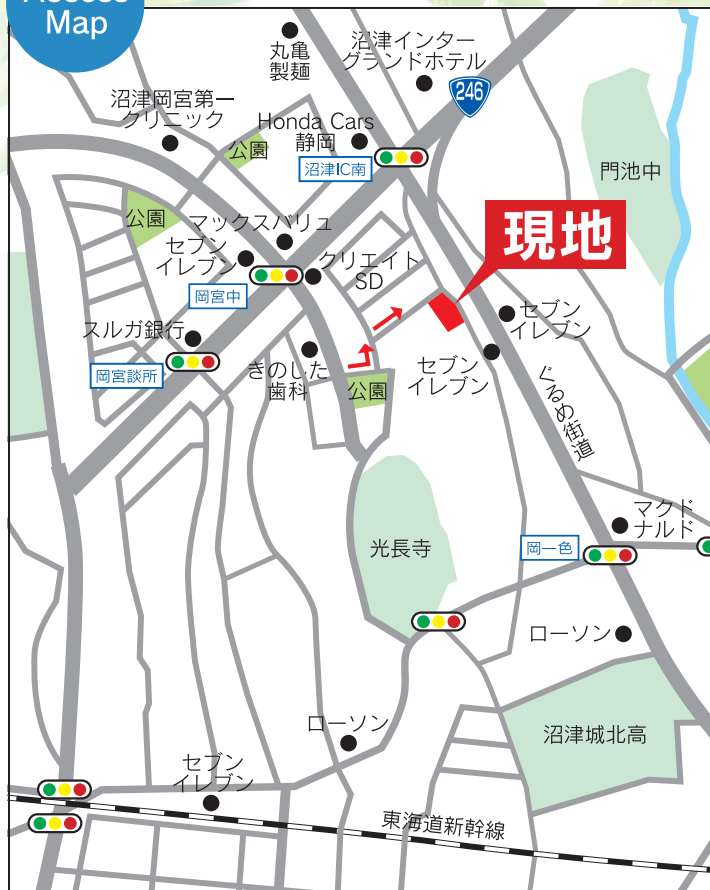 Access
Map
丸亀
製麺
沼津インター
グランドホテル
246
沼津岡宮第一
クリニック
Honda Cars
静岡
公園
沼津IC南
門池中
公園
マックスバリュ
セブン
イレブン
クリエイト
SD
現地
岡宮中
スルガ銀行
セブン
イレブン
岡宮談所
きのした
歯科
公園
セブン
イレブン
ぐるめ街道
マクド
ナルド
光長寺
岡一色
ローソン
ローソン
沼津城北高
セブン
イレブン
東海道新幹線